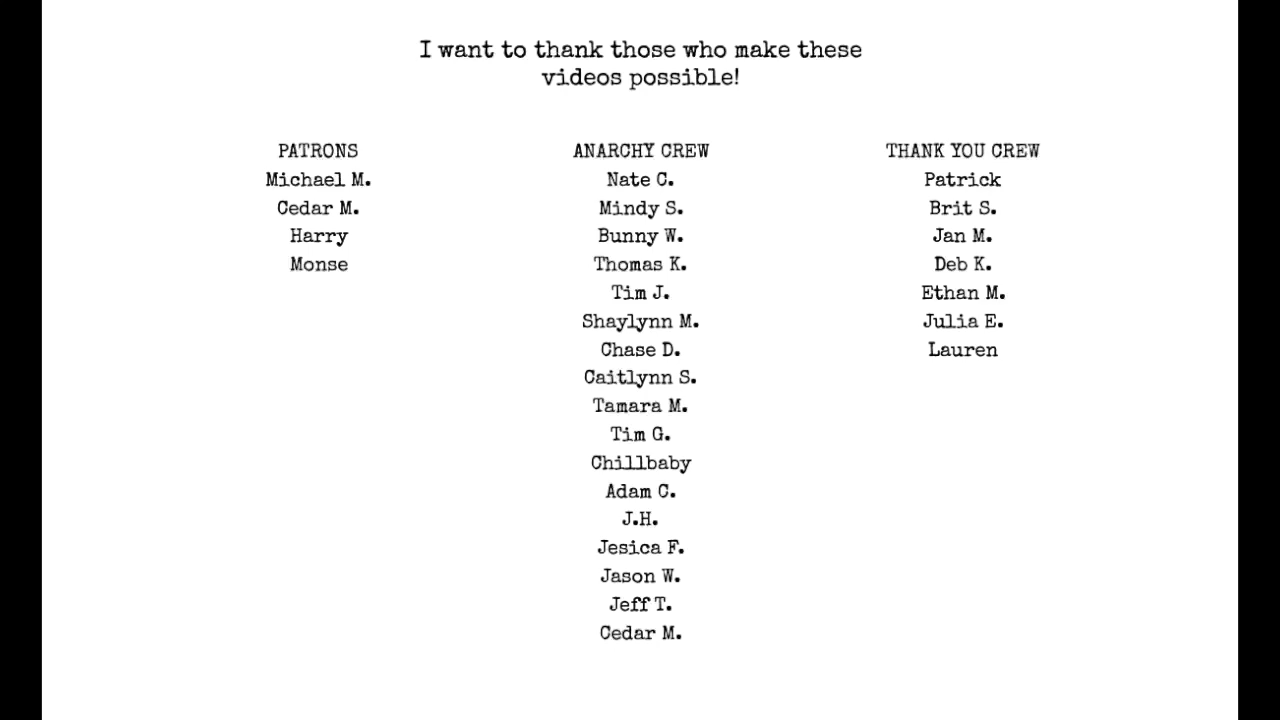 I want to thank those who make these
videos possible!
PATRONS
Michael M.
Cedar M.
Harry
Monse
ANARCHY CREW
Nate C.
Mindy S.
Bunny W.
Thomas K.
Tim J.
Shaylynn M.
Chase D.
Caitlynn S.
Tamara M.
Tim G.
Chillbaby
Adam C.
J.H.
Jesica F.
Jason W.
Jeff T.
Cedar M.
THANK YOU CREW
Patrick
Brit S.
Jan M.
Deb K.
Ethan M.
Julia E.
Lauren